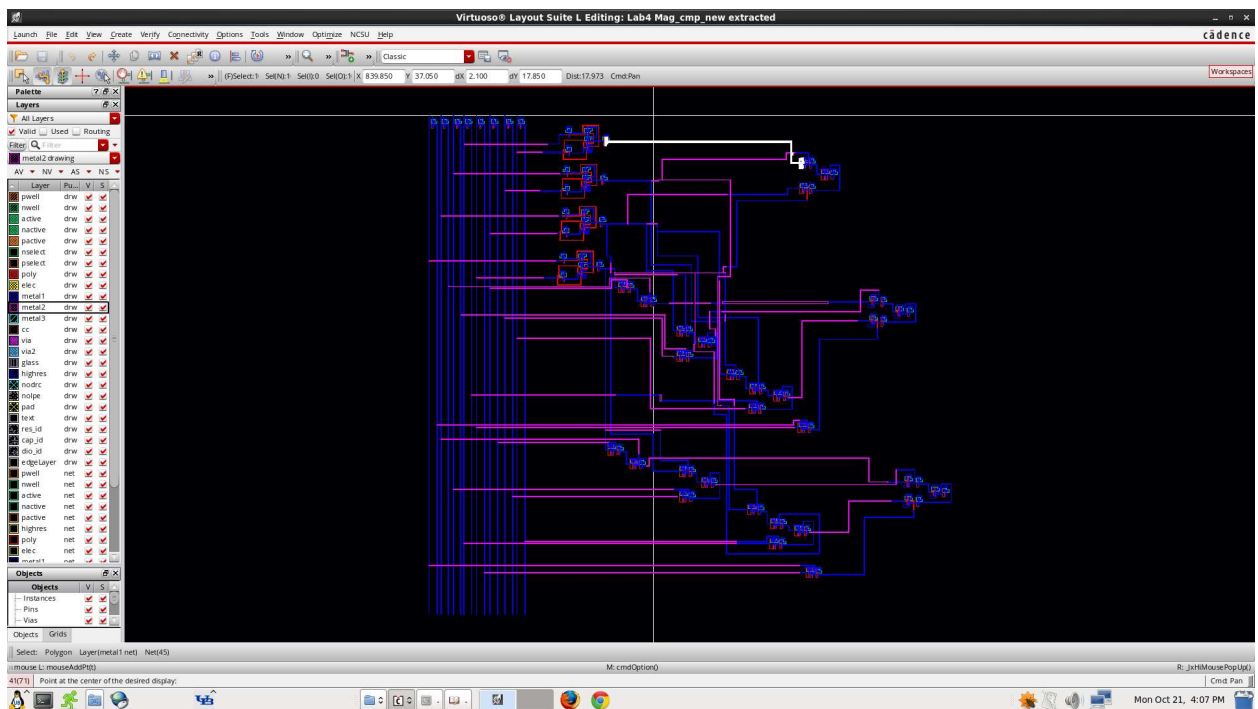 Virtuoso® Layout Suite L Editing: Lab4 Mag_cmp_new extracted
Launch File Edit View Create Verify Connectivity Options Tools Window Optimize NCSU Help
cādence
» » » Classic
» (F)Select:1 Sel(N):1 Sel(I):0 Sel(O):1 X 839.850 Y 37.050 dX 2.100 dY 17.850 Dist:17.973 Cmd:Pan
Workspaces
Palette
Layers
All Layers
Valid Used Routing
Filter Filter
metal2 drawing
AV NV AS NS
Layer Pu... V S
pwell drw
nwell drw
active drw
nactive drw
pactive drw
nselect drw
pselect drw
poly drw
elec drw
metal1 drw
metal2 drw
metal3 drw
cc drw
via drw
via2 drw
glass drw
highres drw
nodrc drw
nolpe drw
pad drw
text drw
res_id drw
cap_id drw
dio_id drw
edgeLayer drw
pwell net
nwell net
active net
nactive net
pactive net
highres net
poly net
elec net
metal1 net
Objects
Objects V S
Instances
Pins
Vias
Objects Grids
Select: Polygon Layer(metal1 net) Net(45)
mouse L: mouseAddPt(t) M: cmdOption() R: _lxHiMousePopUp()
41(71) Point at the center of the desired display: Cmd: Pan
Mon Oct 21, 4:07 PM